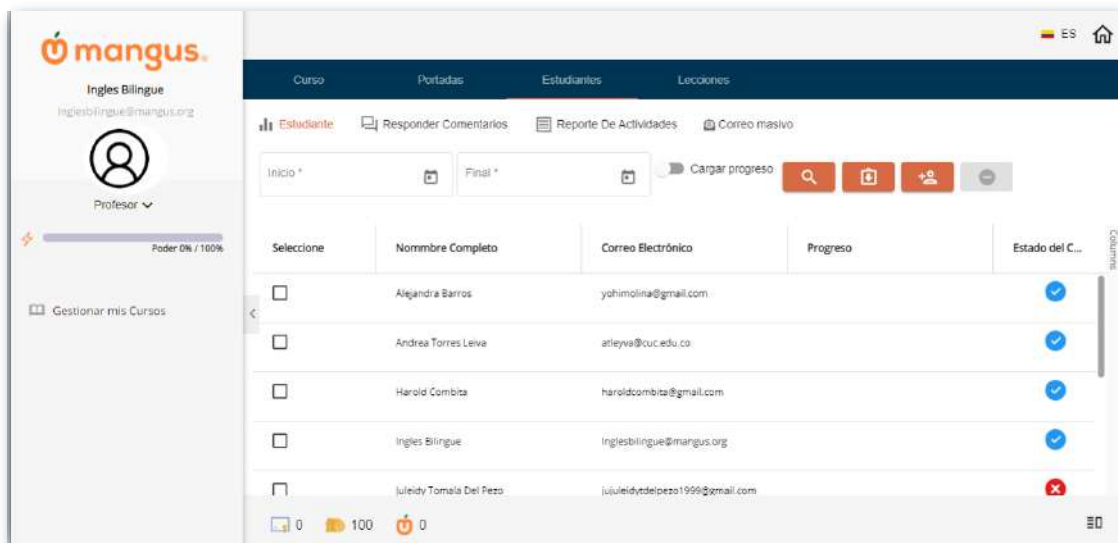 mangus.
Ingles Bilingue
inglesbilingue@mangus.org
Profesor
Poder 0% / 100%
Gestionar mis Cursos
ES
Curso Portadas Estudiantes Lecciones
Estudiante Responder Comentarios Reporte De Actividades Correo masivo
Inicio * Final * Cargar progreso
Seleccione Nommbre Completo Correo Electrónico Progreso Estado del C...
Columns
Alejandra Barros yohimolina@gmail.com
Andrea Torres Leiva atleyva@cuc.edu.co
Harold Combita haroldcombita@gmail.com
Ingles Bilingue Inglesbilingue@mangus.org
Juleidy Tomala Del Pezo jujuleidytdelpezo1999@gmail.com
0 100 0